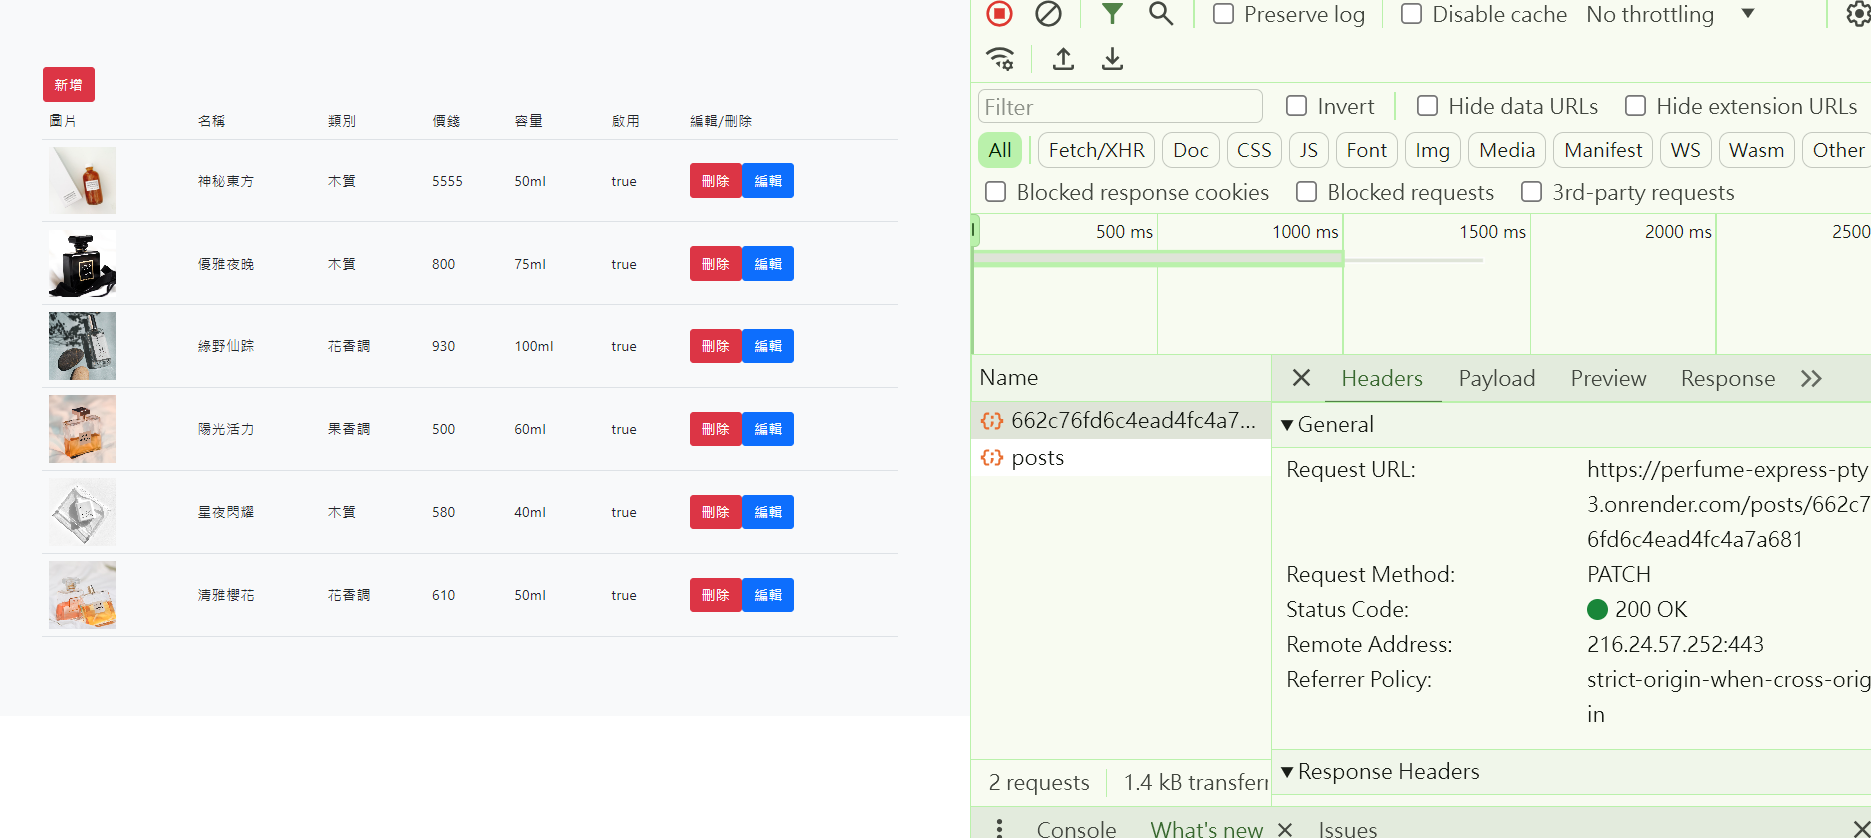 新增
圖片 名稱 類別 價錢 容量 啟用 編輯/刪除
神秘東方 木質 5555 50ml true 刪除 編輯
優雅夜晚 木質 800 75ml true 刪除 編輯
綠野仙踪 花香調 930 100ml true 刪除 編輯
陽光活力 果香調 500 60ml true 刪除 編輯
星夜閃耀 木質 580 40ml true 刪除 編輯
清雅櫻花 花香調 610 50ml true 刪除 編輯
Preserve log Disable cache No throttling
Filter Invert Hide data URLs Hide extension URLs
All Fetch/XHR Doc CSS JS Font Img Media Manifest WS Wasm Other
Blocked response cookies Blocked requests 3rd-party requests
500 ms 1000 ms 1500 ms 2000 ms 2500
Name
662c76fd6c4ead4fc4a7...
posts
2 requests 1.4 kB transferr
Headers Payload Preview Response
General
Request URL: https://perfume-express-pty
3.onrender.com/posts/662c7
6fd6c4ead4fc4a7a681
Request Method: PATCH
Status Code: 200 OK
Remote Address: 216.24.57.252:443
Referrer Policy: strict-origin-when-cross-orig
in
Response Headers
Console What's new Issues